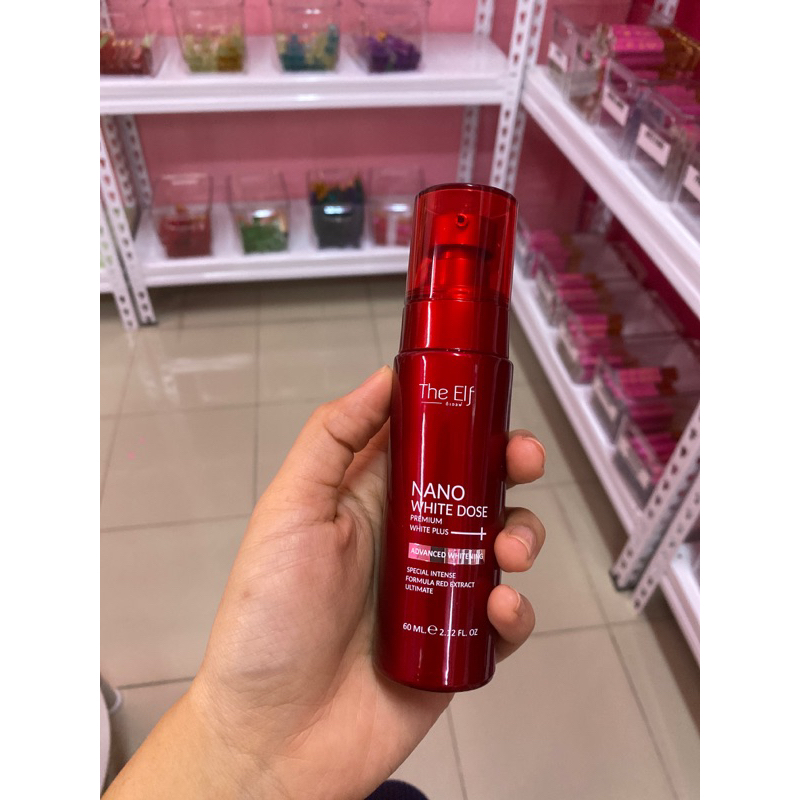 The Elf
NANO
WHITE DOSE
PREMIUM
WHITE PLUS
ADVANCED WHITENING
SPECIAL INTENSE
FORMULA RED EXTRACT
ULTIMATE
60 ML.℮ 2.12 FL. OZ